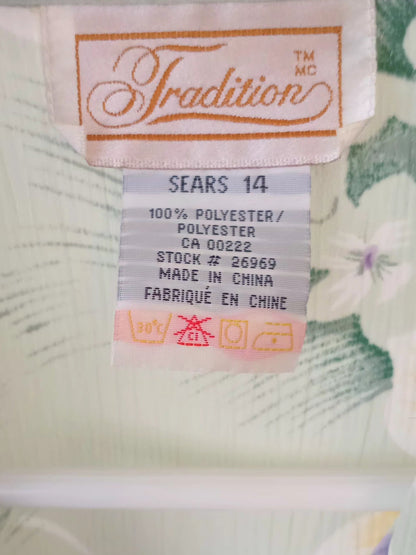 Tradition TM
MC
SEARS 14
100% POLYESTER/
POLYESTER
CA 00222
STOCK # 26969
MADE IN CHINA
FABRIQUÉ EN CHINE
30°C Cl